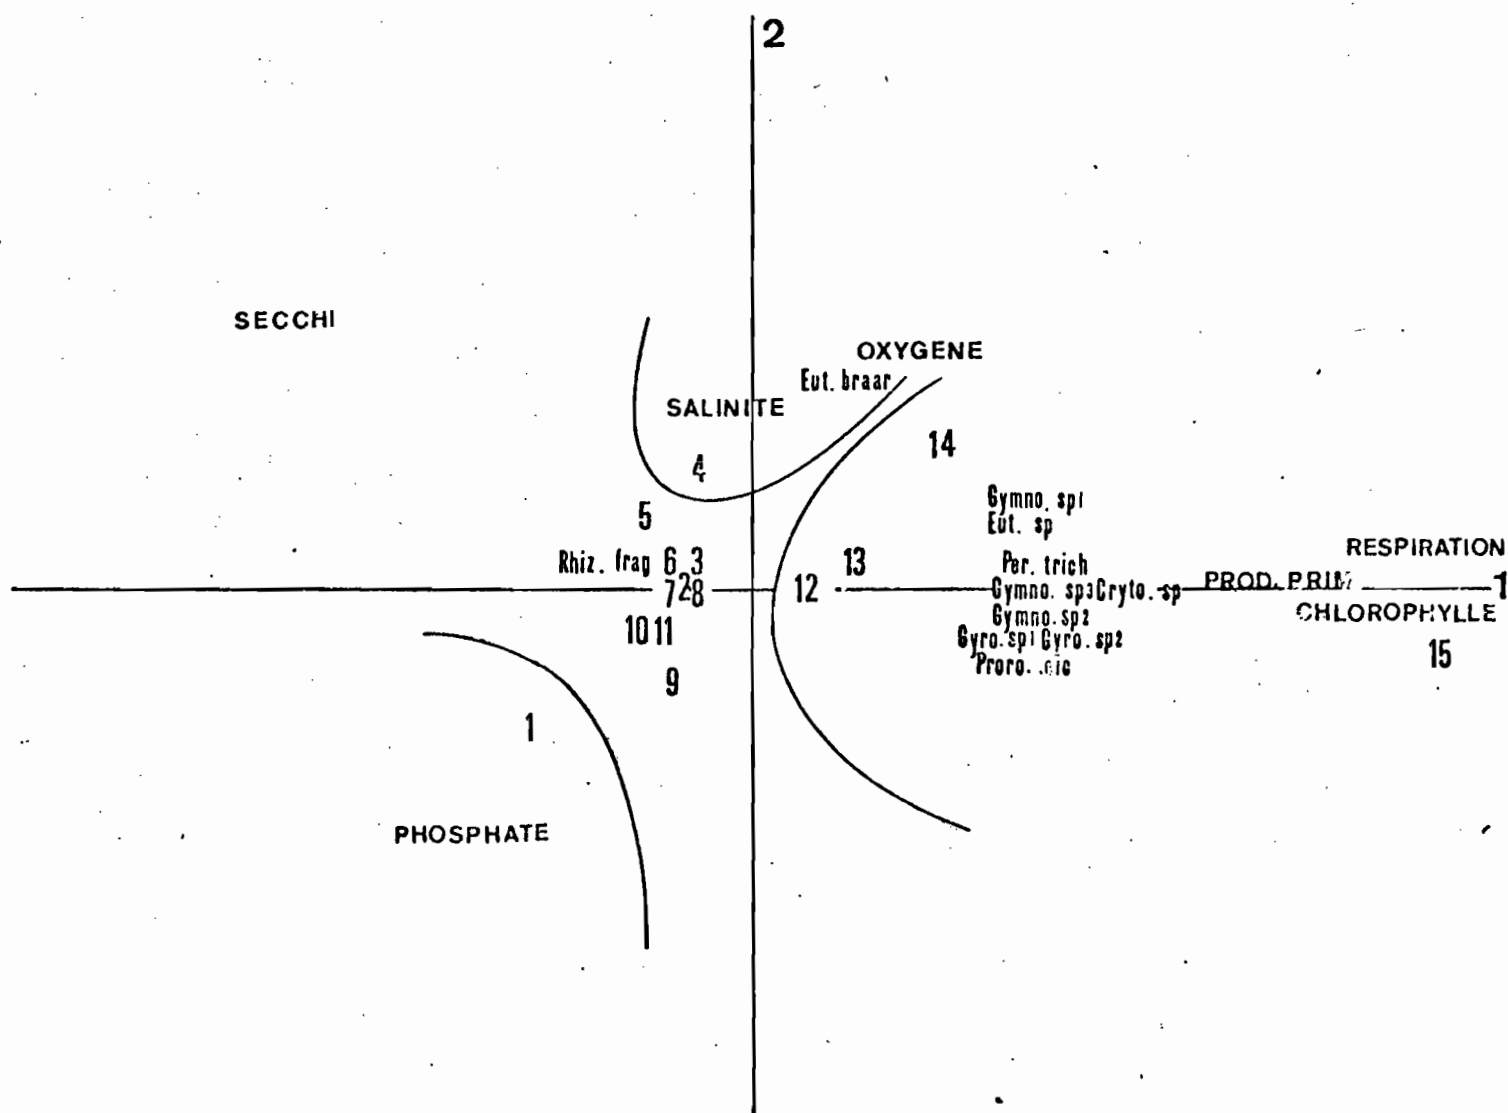 2
SECCHI
OXYGENE
Eut. braar
SALINITE
14
4
Gymno. sp1
5
Eut. sp
RESPIRATION
Rhiz. frag 6 3
13
Per. trich
7 2 8
12
Gymno. sp3 Cryto. sp
PROD. PRIM
1
10 11
Gymno. sp2
CHLOROPHYLLE
Gyro. sp1 Gyro. sp2
15
9
Proro.
1
PHOSPHATE